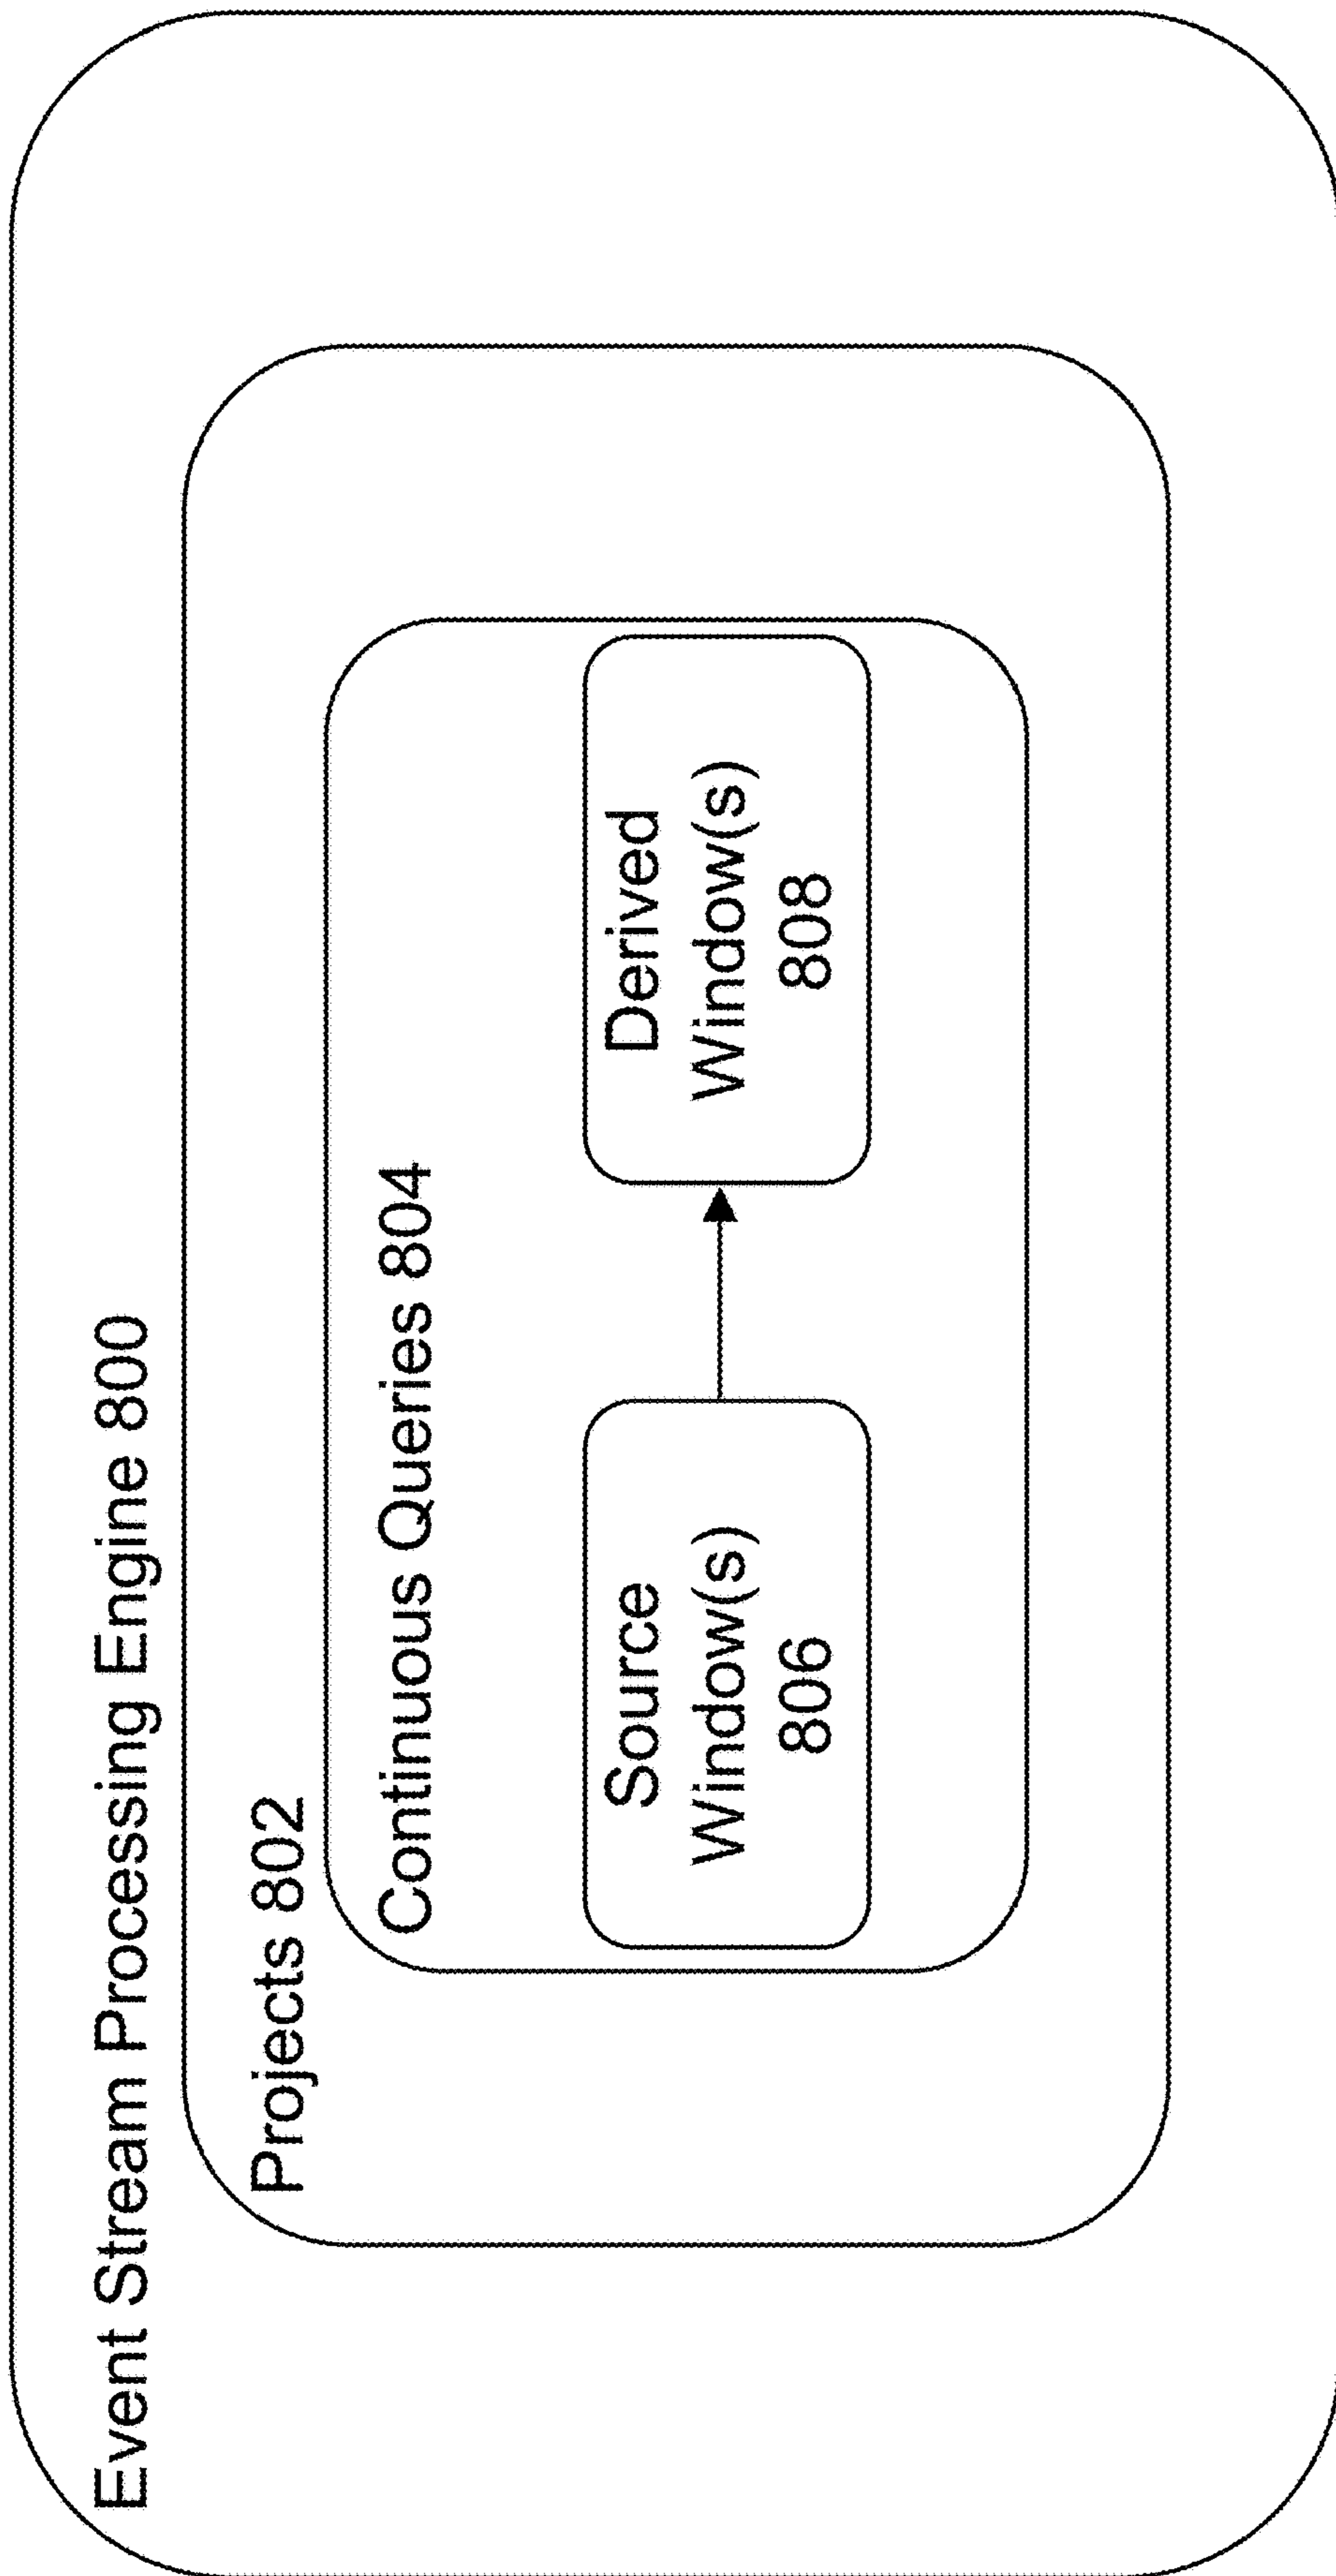 Event Stream Processing Engine 800
Projects 802
Continuous Queries 804
Source
Window(s)
806
Derived
Window(s)
808